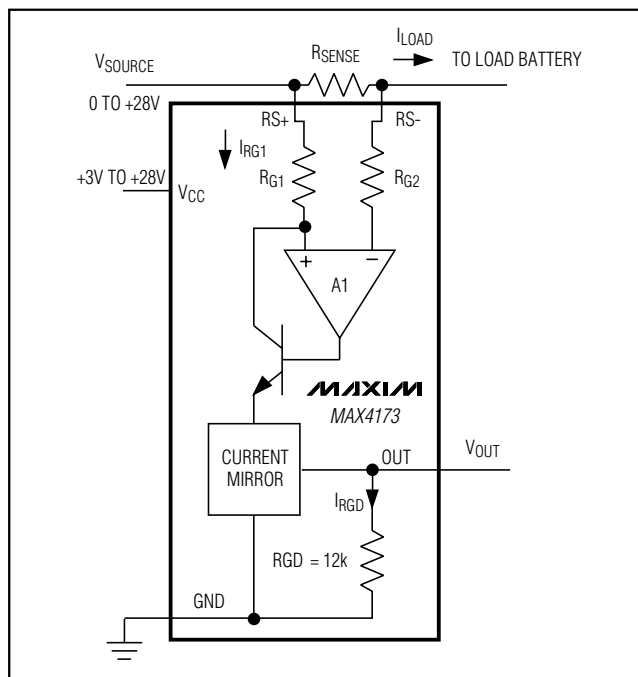 ILOAD
RSENSE
VSOURCE
TO LOAD BATTERY
0 TO +28V
RS+
RS-
IRG1
RG1
RG2
+3V TO +28V
VCC
+
−
A1
MAXIM
MAX4173
CURRENT
MIRROR
OUT
VOUT
IRGD
RGD = 12k
GND